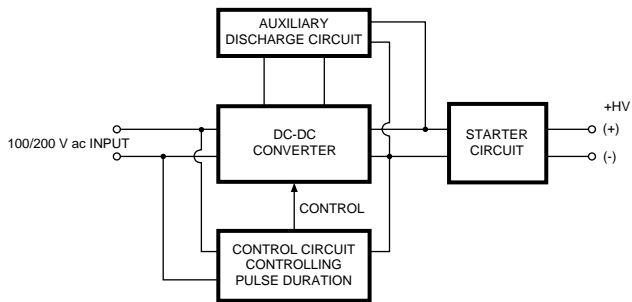 AUXILIARY
DISCHARGE CIRCUIT
+HV
100/200 V ac INPUT
DC-DC
CONVERTER
STARTER
CIRCUIT
(+)
(-)
CONTROL
CONTROL CIRCUIT
CONTROLLING
PULSE DURATION